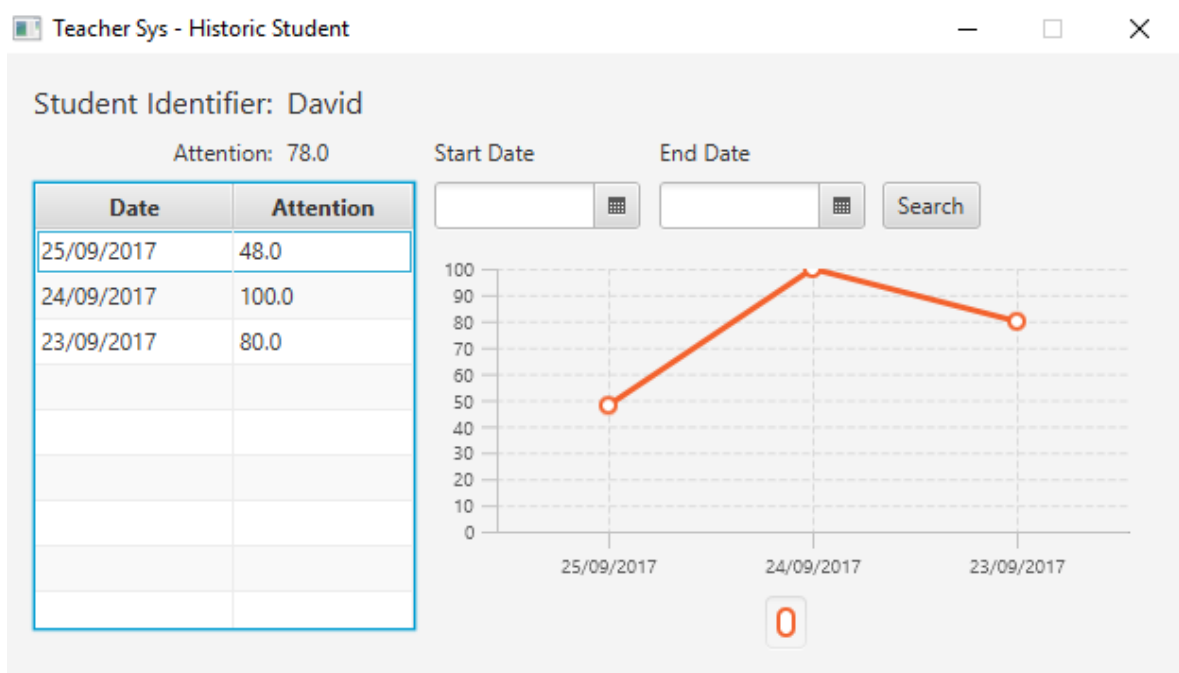 Teacher Sys - Historic Student
Student Identifier: David
Attention: 78.0
Start Date
End Date
Search
Date Attention
25/09/2017 48.0
24/09/2017 100.0
23/09/2017 80.0
100
90
80
70
60
50
40
30
20
10
0
25/09/2017 24/09/2017 23/09/2017